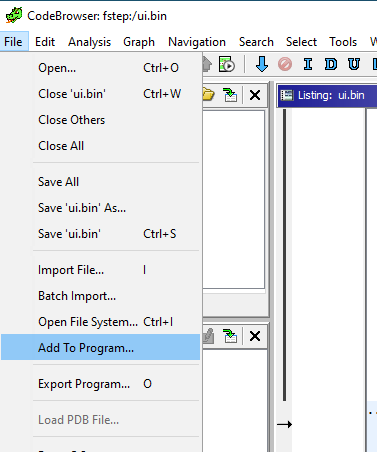 CodeBrowser: fstep:/ui.bin
File Edit Analysis Graph Navigation Search Select Tools
I D U
Listing: ui.bin
Open... Ctrl+O
Close 'ui.bin' Ctrl+W
Close Others
Close All
Save All
Save 'ui.bin' As...
Save 'ui.bin' Ctrl+S
Import File... I
Batch Import...
Open File System... Ctrl+I
Add To Program...
Export Program... O
Load PDB File...